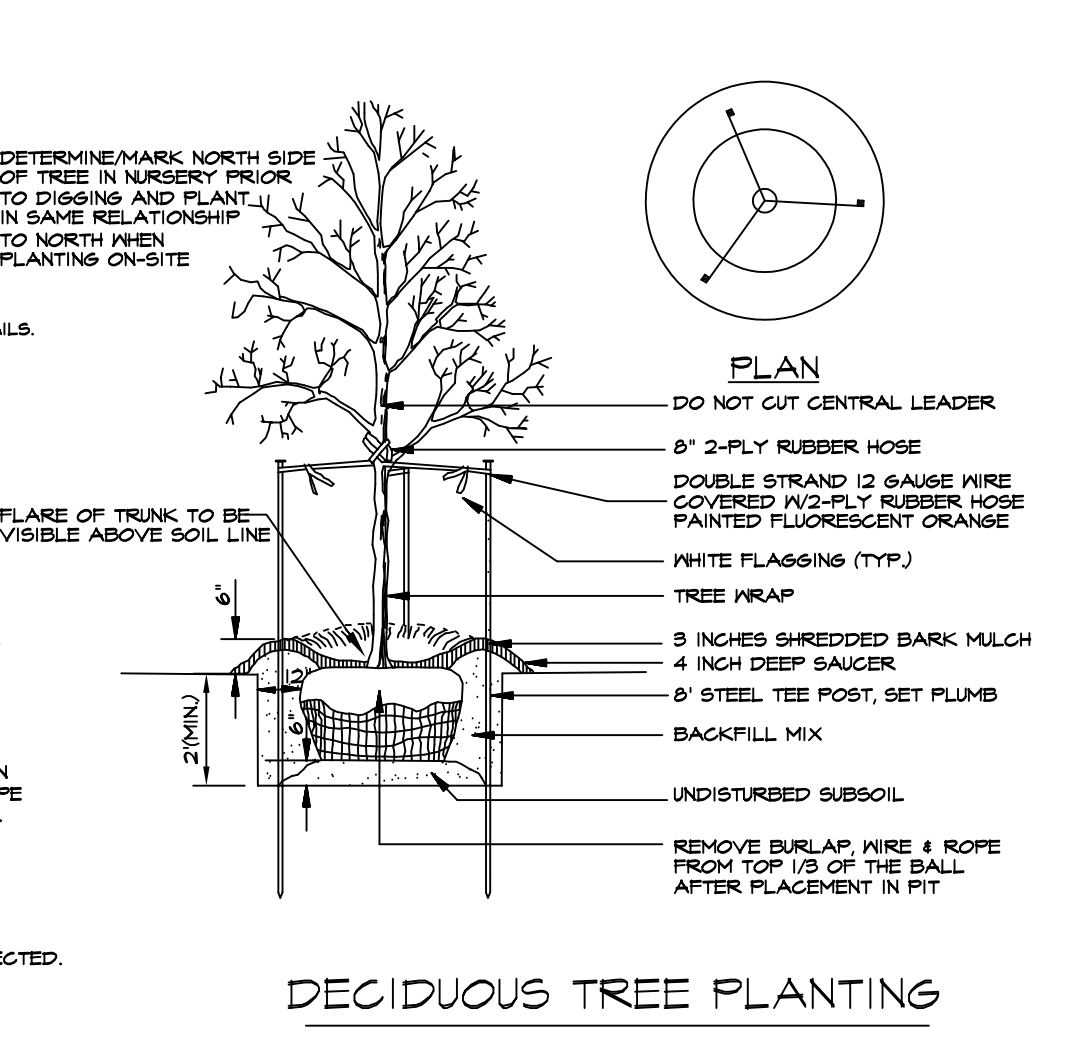 DETERMINE/MARK NORTH SIDE
OF TREE IN NURSERY PRIOR
TO DIGGING AND PLANT
IN SAME RELATIONSHIP
TO NORTH WHEN
PLANTING ON-SITE
AILS.
PLAN
DO NOT CUT CENTRAL LEADER
8" 2-PLY RUBBER HOSE
DOUBLE STRAND 12 GAUGE WIRE
COVERED W/2-PLY RUBBER HOSE
PAINTED FLUORESCENT ORANGE
FLARE OF TRUNK TO BE
VISIBLE ABOVE SOIL LINE
WHITE FLAGGING (TYP.)
TREE WRAP
6"
3 INCHES SHREDDED BARK MULCH
4 INCH DEEP SAUCER
12"
8' STEEL TEE POST, SET PLUMB
2'(MIN.)
6"
BACKFILL MIX
N
PE
UNDISTURBED SUBSOIL
REMOVE BURLAP, WIRE & ROPE
FROM TOP 1/3 OF THE BALL
AFTER PLACEMENT IN PIT
ECTED.
DECIDUOUS TREE PLANTING